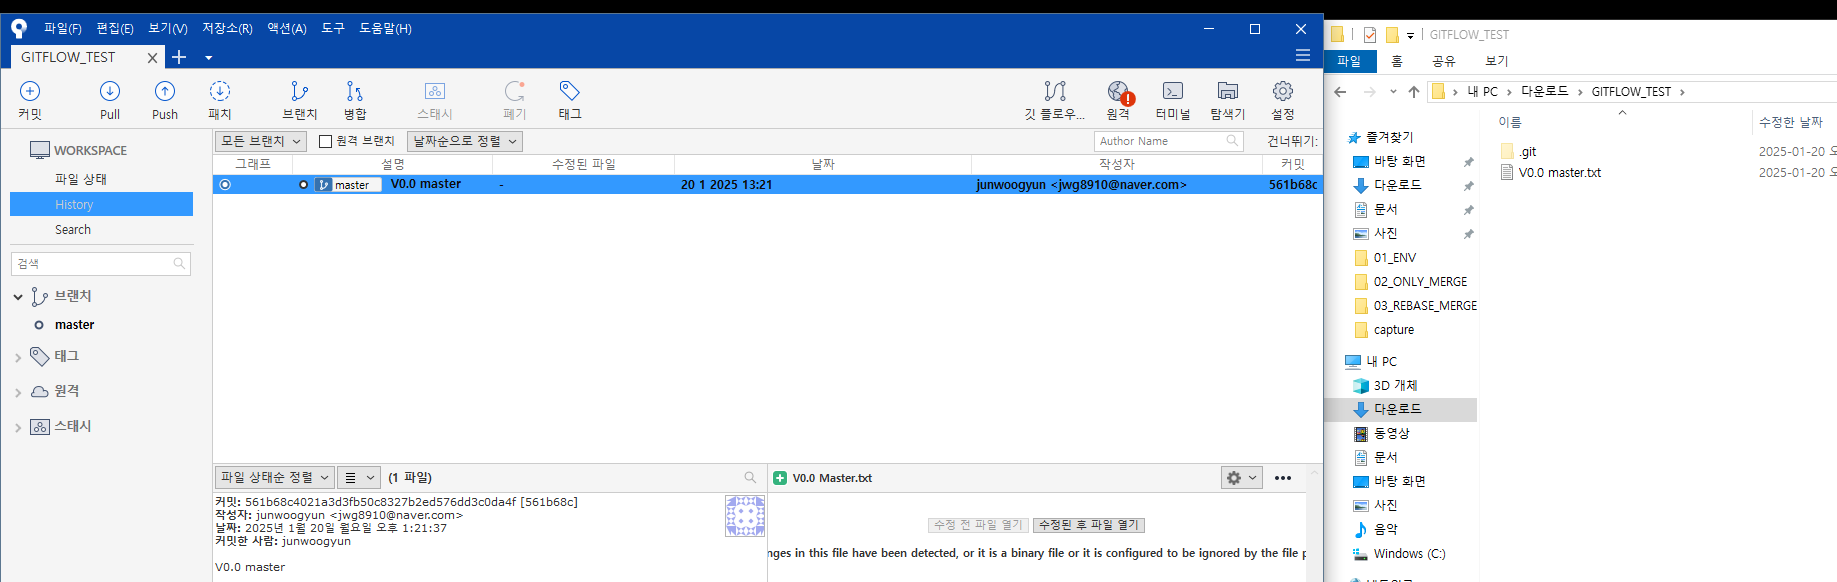 파일(F) 편집(E) 보기(V) 저장소(R) 액션(A) 도구 도움말(H)
GITFLOW_TEST
커밋 Pull Push 패치 브랜치 병합 스태시 폐기 태그 깃 플로우... 원격 터미널 탐색기 설정
WORKSPACE
파일 상태
History
Search
검색
브랜치
master
태그
원격
스태시
모든 브랜치 원격 브랜치 날짜순으로 정렬 Author Name 건너뛰기:
그래프 설명 수정된 파일 날짜 작성자 커밋
master V0.0 master - 20 1 2025 13:21 junwoogyun <jwg8910@naver.com> 561b68c
파일 상태순 정렬 (1 파일)
커밋: 561b68c4021a3d3fb50c8327b2ed576dd3c0da4f [561b68c]
작성자: junwoogyun <jwg8910@naver.com>
날짜: 2025년 1월 20일 월요일 오후 1:21:37
커밋한 사람: junwoogyun
V0.0 master
V0.0 Master.txt
수정 전 파일 열기 수정된 후 파일 열기
nges in this file have been detected, or it is a binary file or it is configured to be ignored by the file p
GITFLOW_TEST
파일 홈 공유 보기
내 PC 다운로드 GITFLOW_TEST
즐겨찾기
바탕 화면
다운로드
문서
사진
01_ENV
02_ONLY_MERGE
03_REBASE_MERGE
capture
내 PC
3D 개체
다운로드
동영상
문서
바탕 화면
사진
음악
Windows (C:)
이름 수정한 날짜
.git 2025-01-20 오
V0.0 master.txt 2025-01-20 오